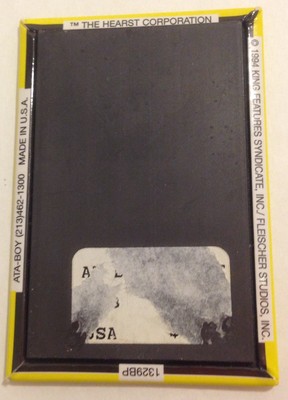 ™ THE HEARST CORPORATION
© 1994 KING FEATURES SYNDICATE, INC./ FLEISCHER STUDIOS, INC.
ATA-BOY (213)462-1300 MADE IN U.S.A.
1329BP